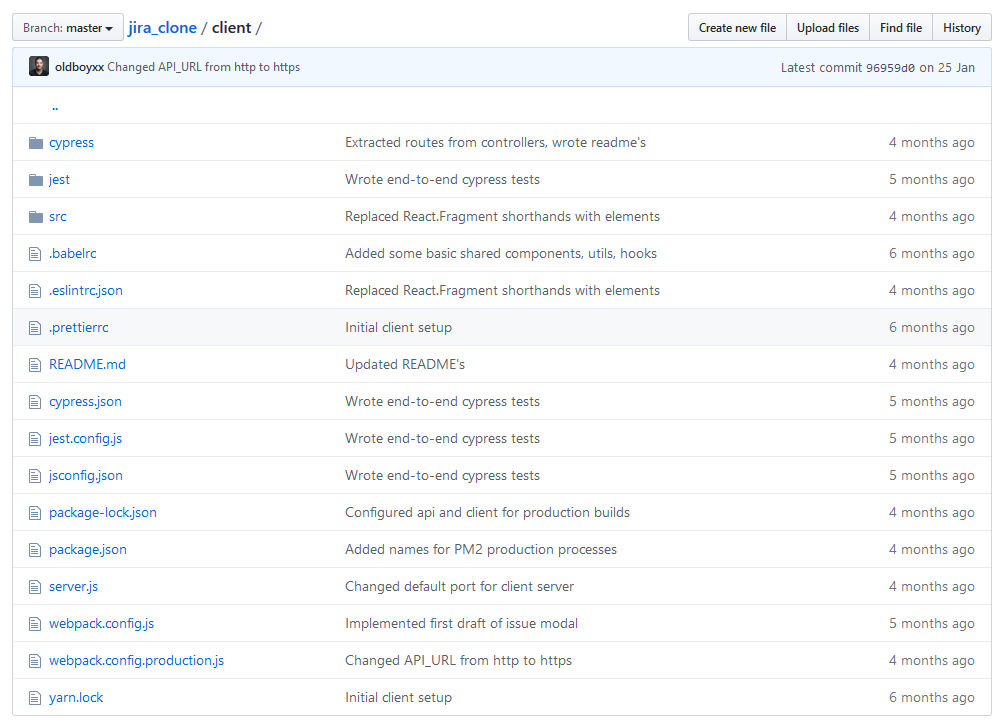 Branch: master jira_clone / client / Create new file Upload files Find file History
oldboyxx Changed API_URL from http to https Latest commit 96959d0 on 25 Jan
..
cypress Extracted routes from controllers, wrote readme's 4 months ago
jest Wrote end-to-end cypress tests 5 months ago
src Replaced React.Fragment shorthands with elements 4 months ago
.babelrc Added some basic shared components, utils, hooks 6 months ago
.eslintrc.json Replaced React.Fragment shorthands with elements 4 months ago
.prettierrc Initial client setup 6 months ago
README.md Updated README's 4 months ago
cypress.json Wrote end-to-end cypress tests 5 months ago
jest.config.js Wrote end-to-end cypress tests 5 months ago
jsconfig.json Wrote end-to-end cypress tests 5 months ago
package-lock.json Configured api and client for production builds 4 months ago
package.json Added names for PM2 production processes 4 months ago
server.js Changed default port for client server 4 months ago
webpack.config.js Implemented first draft of issue modal 5 months ago
webpack.config.production.js Changed API_URL from http to https 4 months ago
yarn.lock Initial client setup 6 months ago